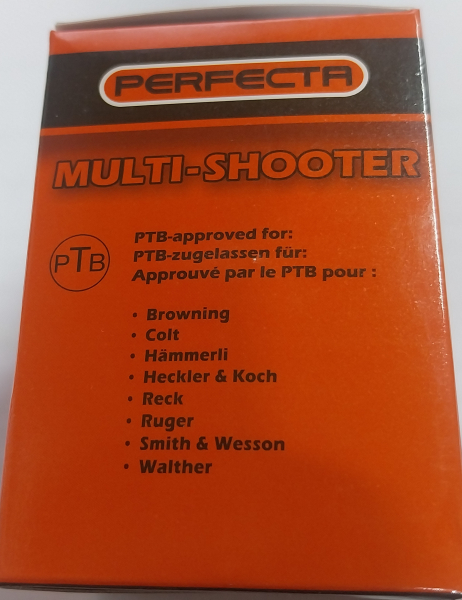 PERFECTA
MULTI-SHOOTER
PTB
PTB-approved for:
PTB-zugelassen für:
Approuvé par le PTB pour :
• Browning
• Colt
• Hämmerli
• Heckler & Koch
• Reck
• Ruger
• Smith & Wesson
• Walther